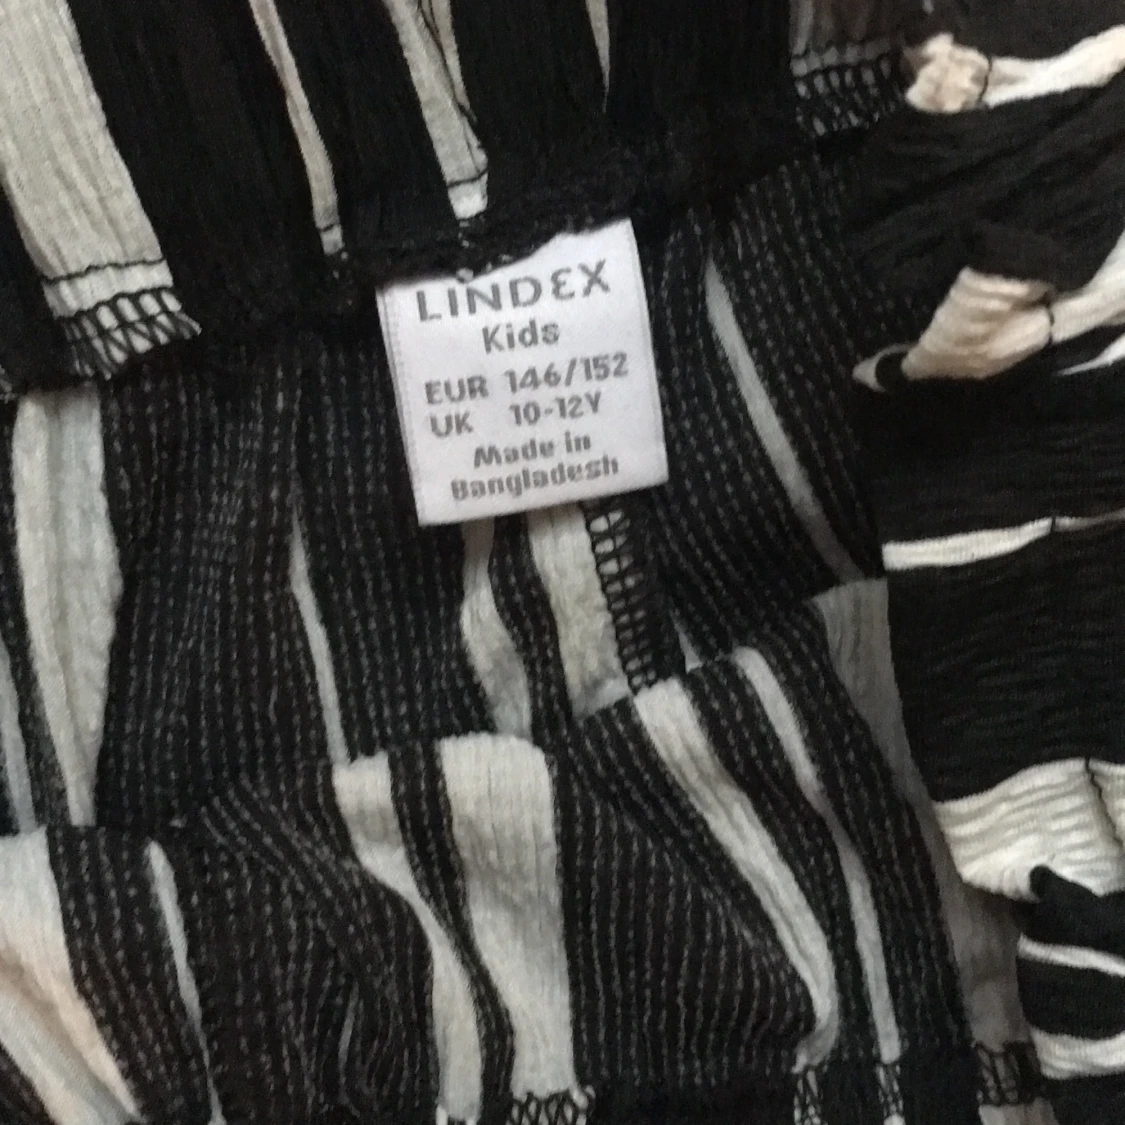 LINDEX
Kids
EUR 146/152
UK 10-12Y
Made in
Bangladesh